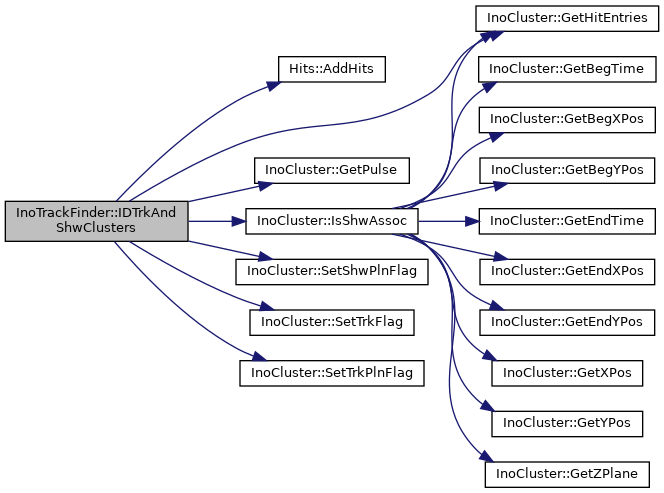 InoTrackFinder::IDTrkAnd
ShwClusters
Hits::AddHits
InoCluster::GetPulse
InoCluster::IsShwAssoc
InoCluster::SetShwPlnFlag
InoCluster::SetTrkFlag
InoCluster::SetTrkPlnFlag
InoCluster::GetHitEntries
InoCluster::GetBegTime
InoCluster::GetBegXPos
InoCluster::GetBegYPos
InoCluster::GetEndTime
InoCluster::GetEndXPos
InoCluster::GetEndYPos
InoCluster::GetXPos
InoCluster::GetYPos
InoCluster::GetZPlane